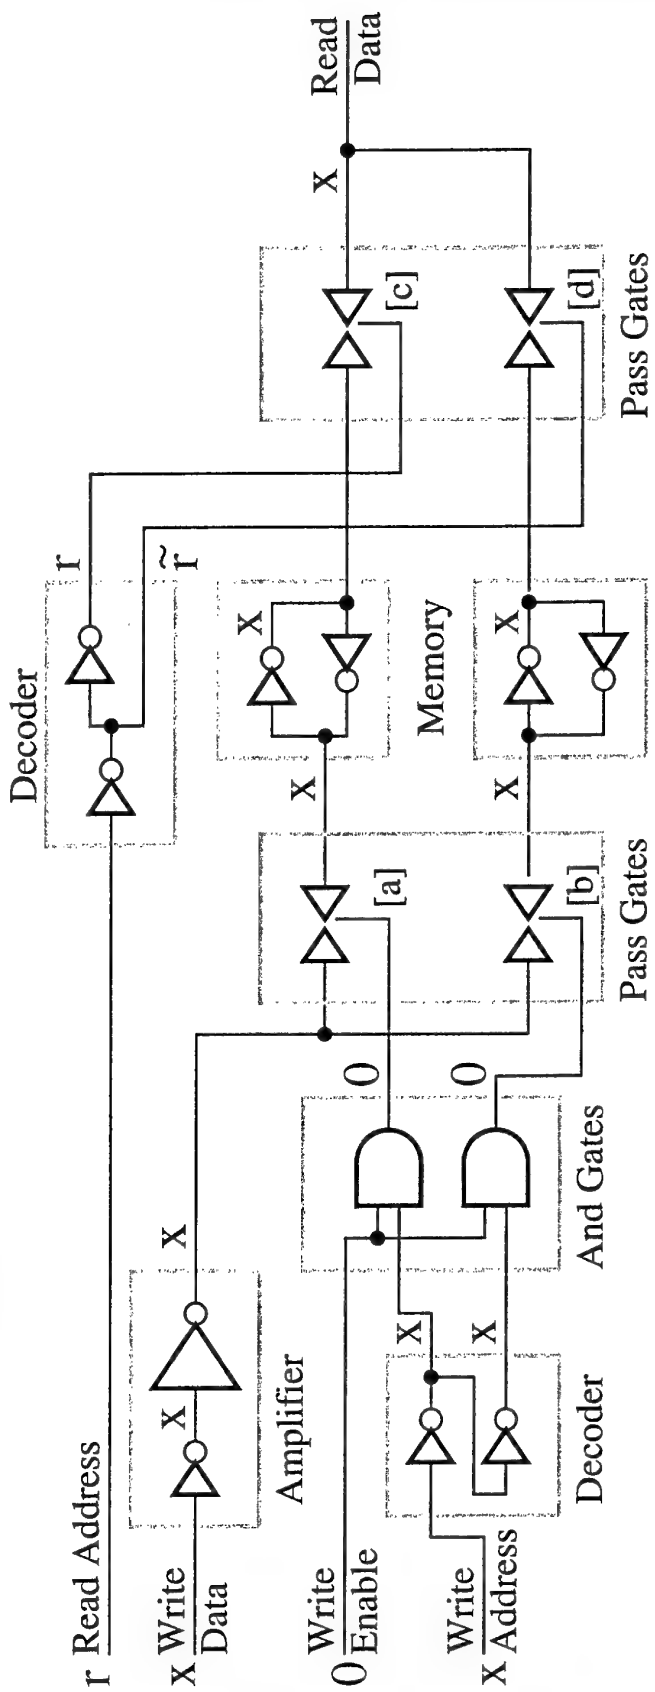 r Read Address
x Write
Data
0 Write
Enable
x Write
Address
Amplifier
x
x
Decoder
x
x
And Gates
0
0
Pass Gates
[a]
[b]
Decoder
r
~r
x
x
Memory
x
x
Pass Gates
[c]
[d]
x
Read
Data